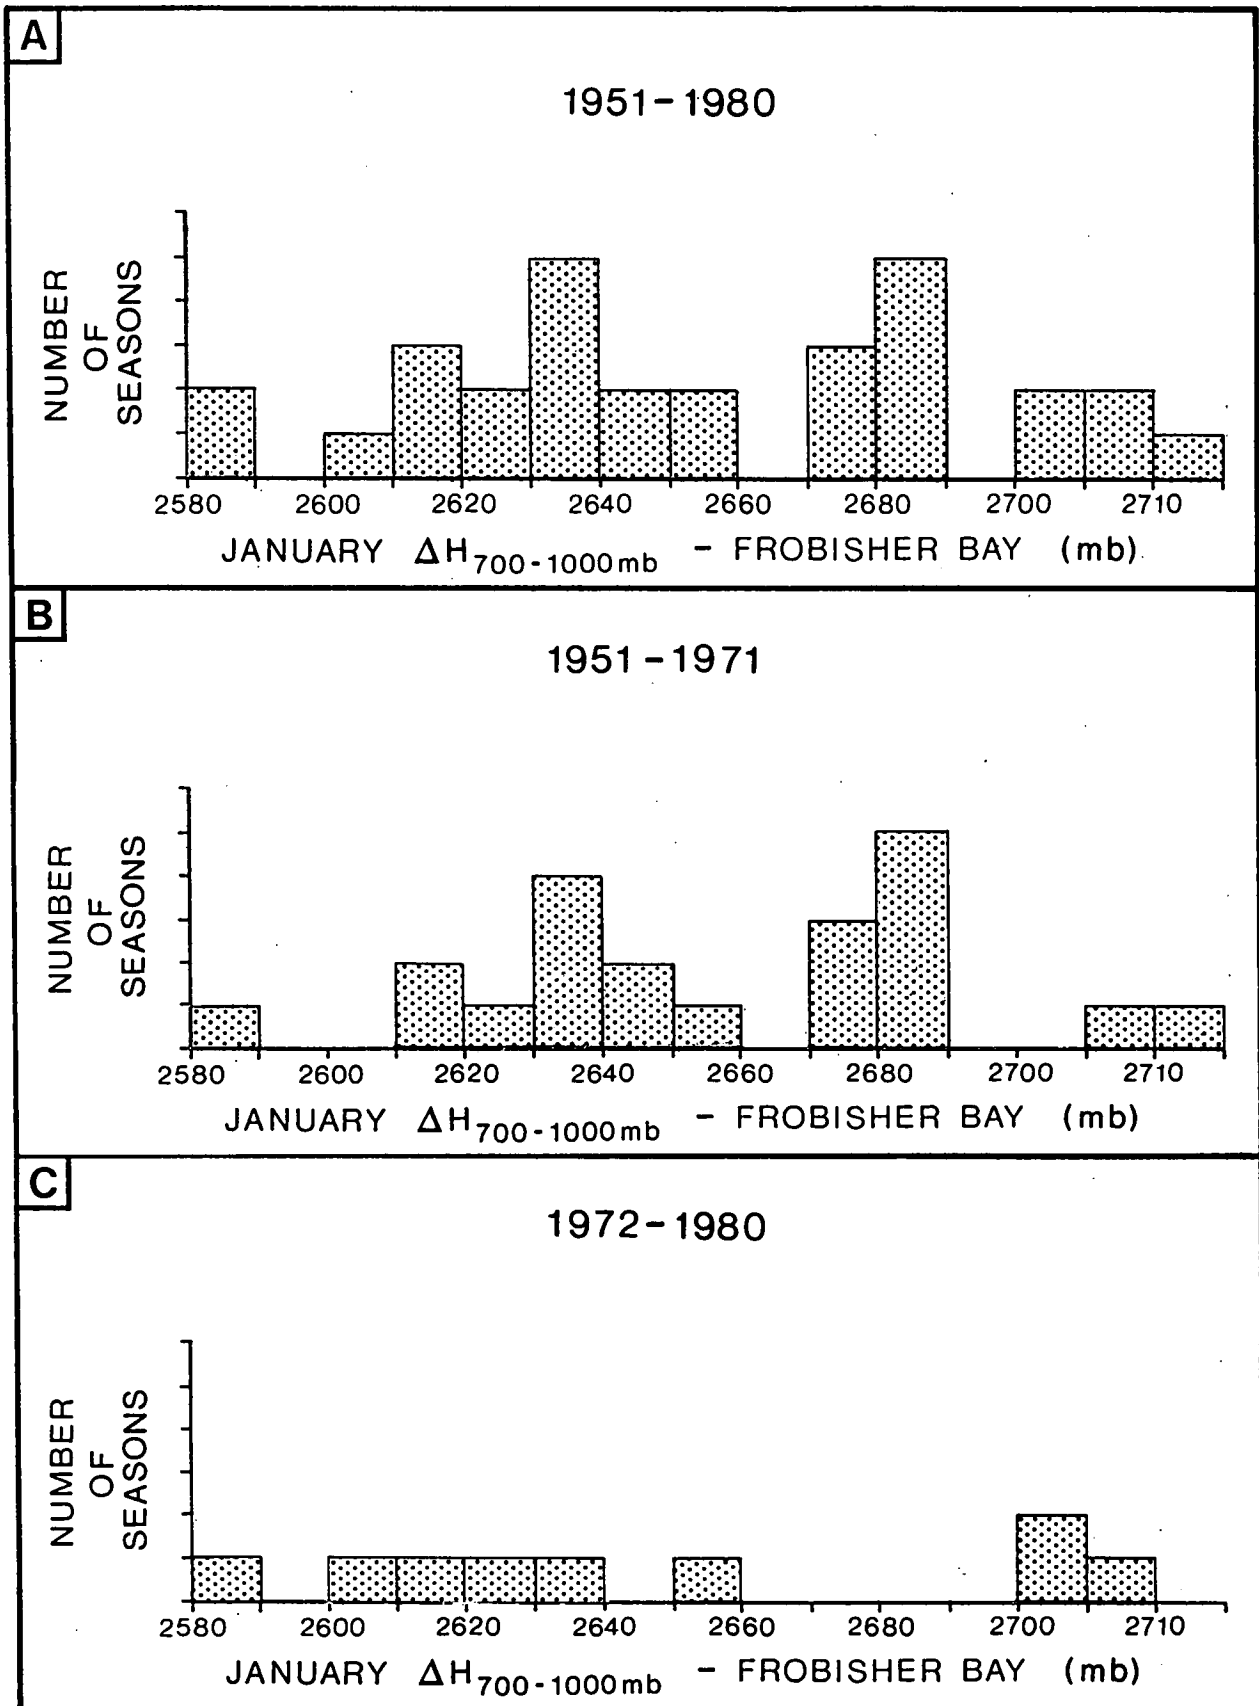 A
1951-1980
NUMBER
OF
SEASONS
2580 2600 2620 2640 2660 2680 2700 2710
JANUARY ΔH700-1000mb - FROBISHER BAY (mb)
B
1951-1971
NUMBER
OF
SEASONS
2580 2600 2620 2640 2660 2680 2700 2710
JANUARY ΔH700-1000mb - FROBISHER BAY (mb)
C
1972-1980
NUMBER
OF
SEASONS
2580 2600 2620 2640 2660 2680 2700 2710
JANUARY ΔH700-1000mb - FROBISHER BAY (mb)